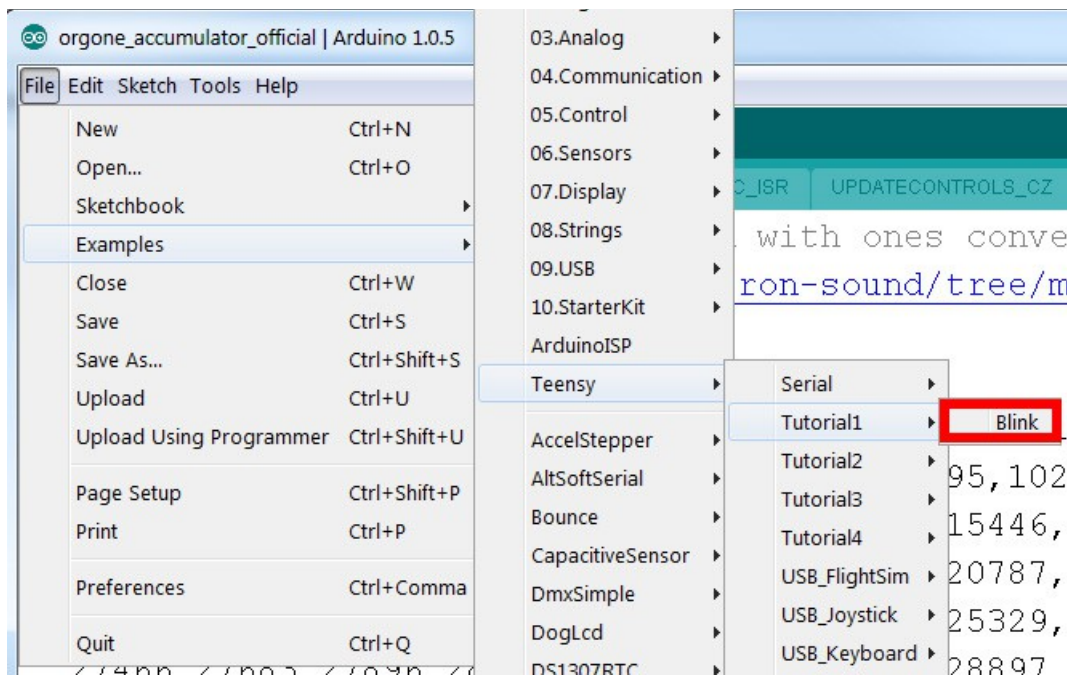 orgone_accumulator_official | Arduino 1.0.5
File Edit Sketch Tools Help
New Ctrl+N
Open... Ctrl+O
Sketchbook
Examples
Close Ctrl+W
Save Ctrl+S
Save As... Ctrl+Shift+S
Upload Ctrl+U
Upload Using Programmer Ctrl+Shift+U
Page Setup Ctrl+Shift+P
Print Ctrl+P
Preferences Ctrl+Comma
Quit Ctrl+Q
03.Analog
04.Communication
05.Control
06.Sensors
07.Display
08.Strings
09.USB
10.StarterKit
ArduinoISP
Teensy
AccelStepper
AltSoftSerial
Bounce
CapacitiveSensor
DmxSimple
DogLcd
DS1307RTC
Serial
Tutorial1
Tutorial2
Tutorial3
Tutorial4
USB_FlightSim
USB_Joystick
USB_Keyboard
Blink
C_ISR UPDATECONTROLS_CZ
with ones conve
ron-sound/tree/m
95,102
15446,
20787,
25329,
28897